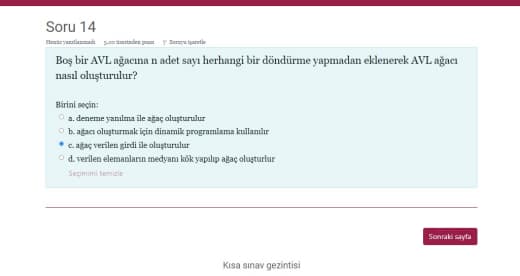 Soru 14
Henüz yanıtlanmadı 5,00 üzerinden puan Soruyu işaretle
Boş bir AVL ağacına n adet sayı herhangi bir döndürme yapmadan eklenerek AVL ağacı
nasıl oluşturulur?
Birini seçin:
a. deneme yanılma ile ağaç oluşturulur
b. ağacı oluşturmak için dinamik programlama kullanılır
c. ağaç verilen girdi ile oluşturulur
d. verilen elemanların medyanı kök yapılıp ağaç oluşturlur
Seçimimi temizle
Sonraki sayfa
Kısa sınav gezintisi